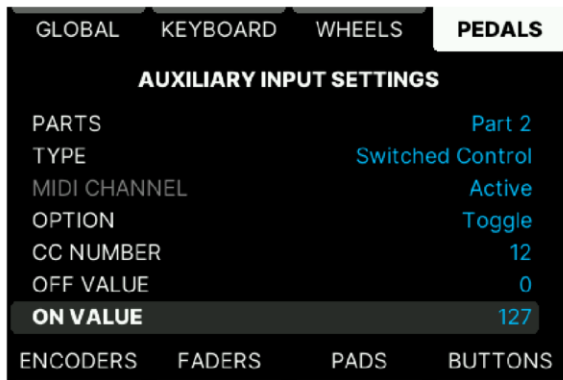 GLOBAL KEYBOARD WHEELS PEDALS
AUXILIARY INPUT SETTINGS
PARTS Part 2
TYPE Switched Control
MIDI CHANNEL Active
OPTION Toggle
CC NUMBER 12
OFF VALUE 0
ON VALUE 127
ENCODERS FADERS PADS BUTTONS